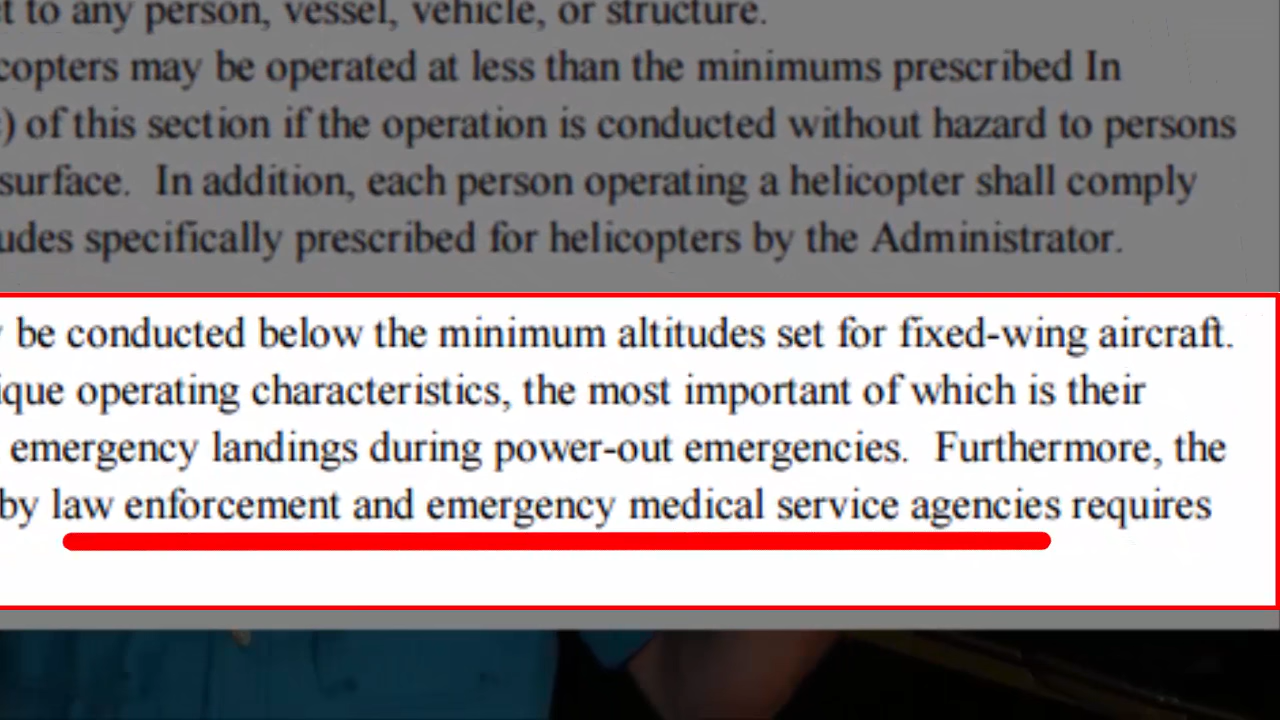 to any person, vessel, vehicle, or structure.
may be operated at less than the minimums prescribed In
) of this section if the operation is conducted without hazard to persons
surface. In addition, each person operating a helicopter shall comply
specifically prescribed for helicopters by the Administrator.
be conducted below the minimum altitudes set for fixed-wing aircraft.
operating characteristics, the most important of which is their
emergency landings during power-out emergencies. Furthermore, the
by law enforcement and emergency medical service agencies requires